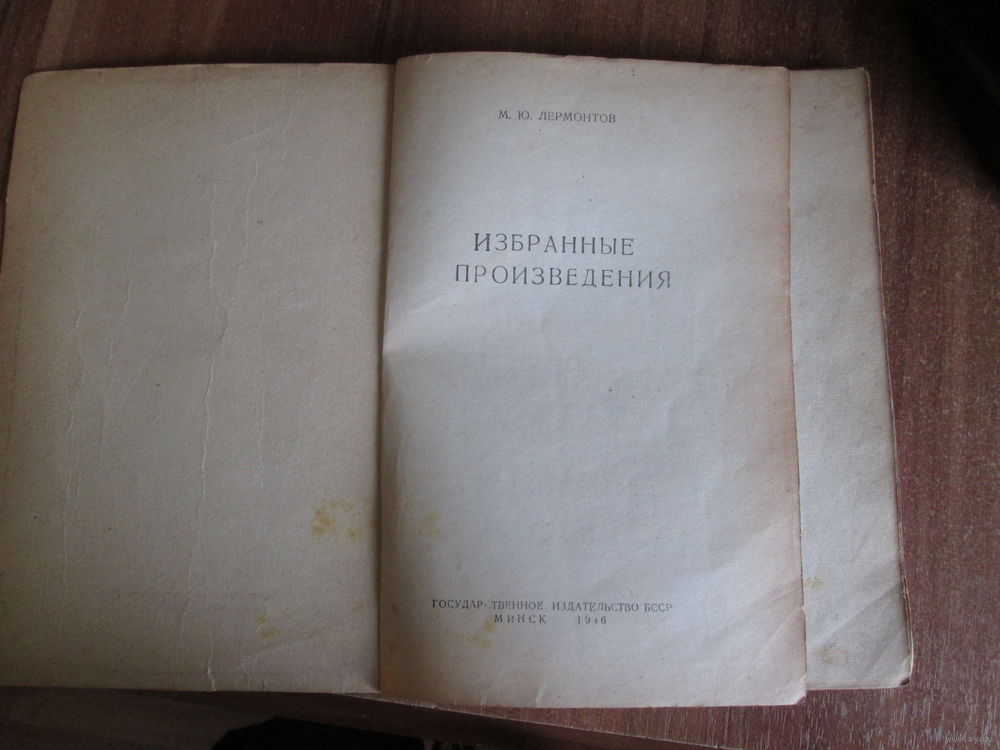 М. Ю. ЛЕРМОНТОВ
ИЗБРАННЫЕ
ПРОИЗВЕДЕНИЯ
ГОСУДАРСТВЕННОЕ ИЗДАТЕЛЬСТВО БССР
МИНСК 1946